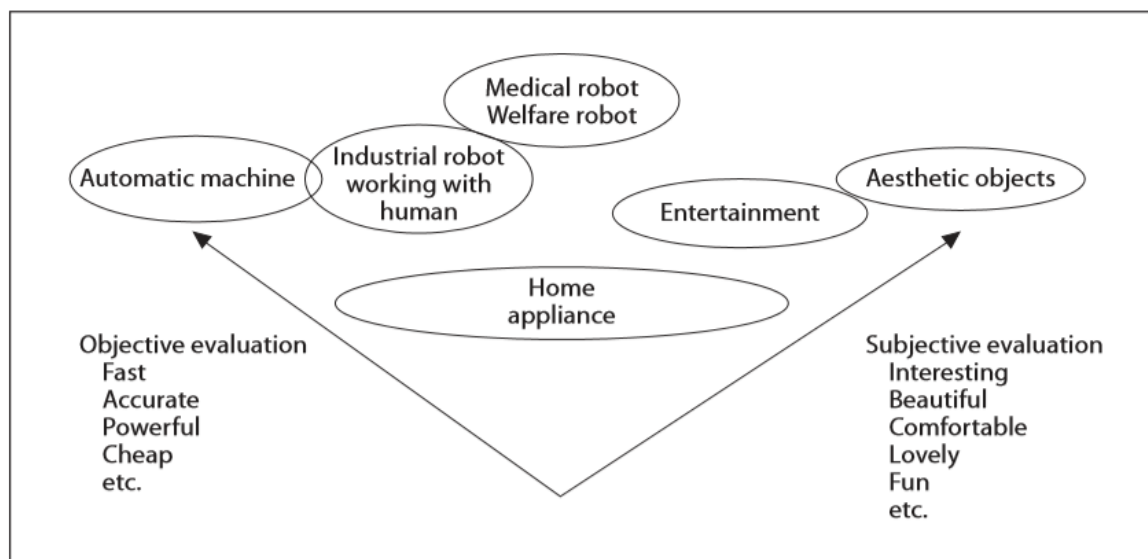 Medical robot
Welfare robot
Automatic machine
Industrial robot
working with
human
Entertainment
Aesthetic objects
Home
appliance
Objective evaluation
Fast
Accurate
Powerful
Cheap
etc.
Subjective evaluation
Interesting
Beautiful
Comfortable
Lovely
Fun
etc.